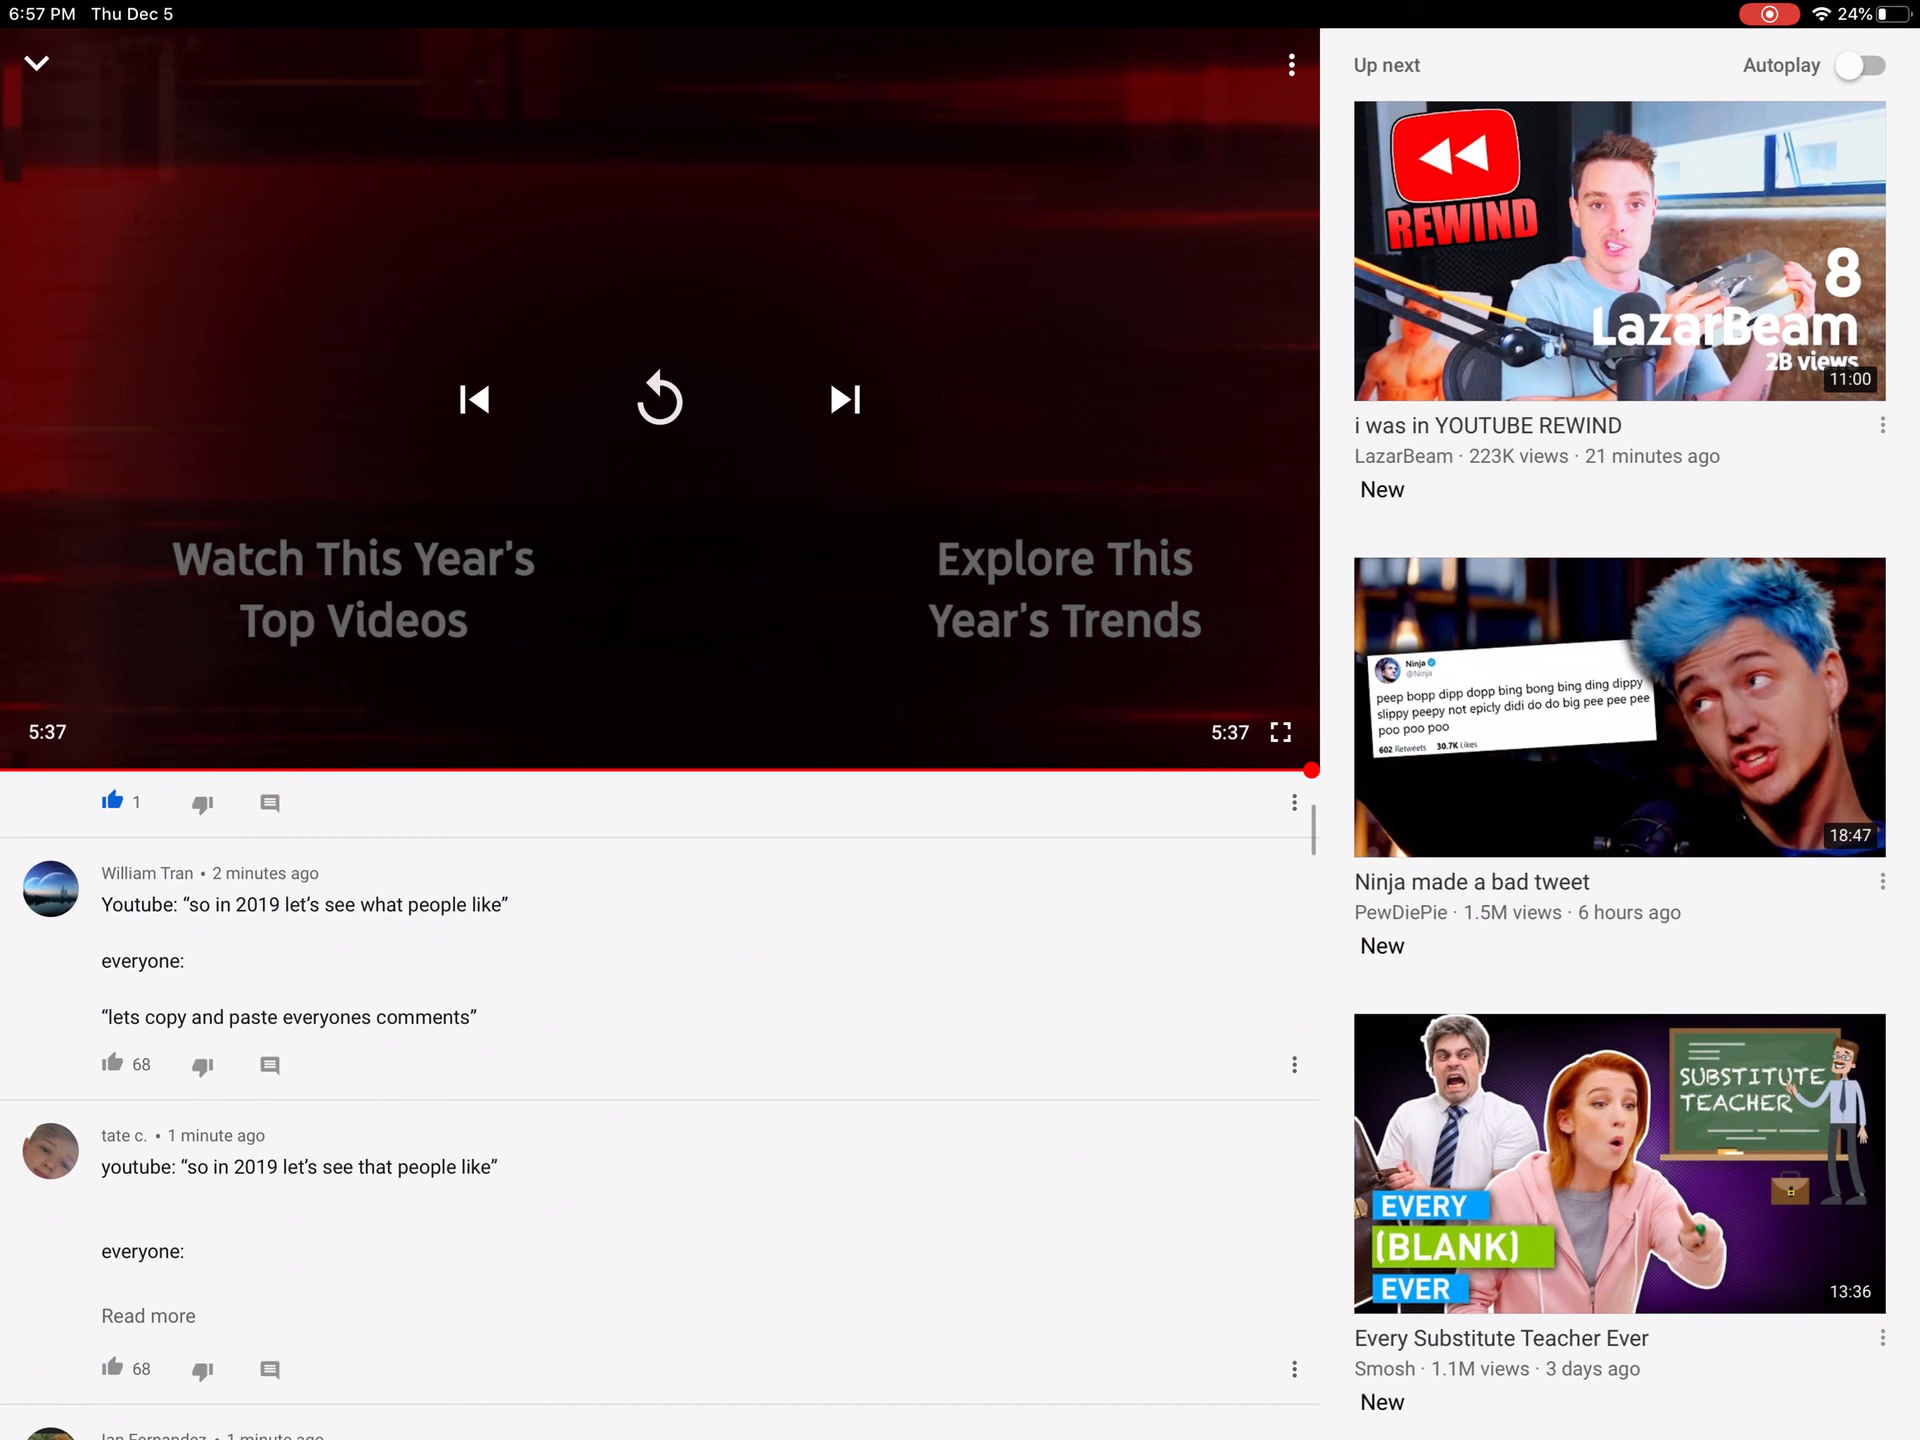 6:57 PM Thu Dec 5
24%
Watch This Year's
Top Videos
Explore This
Year's Trends
5:37
5:37
1
William Tran • 2 minutes ago
Youtube: “so in 2019 let’s see what people like”
everyone:
“lets copy and paste everyones comments”
68
tate c. • 1 minute ago
youtube: “so in 2019 let’s see that people like”
everyone:
Read more
68
Ian Fernandez • 1 minute ago
Up next
Autoplay
REWIND
8
LazarBeam
2B views
11:00
i was in YOUTUBE REWIND
LazarBeam · 223K views · 21 minutes ago
New
Ninja
@Ninja
peep bopp dipp dopp bing bong bing ding dippy
slippy peepy not epicly didi do do big pee pee pee
poo poo poo
602 Retweets 30.7K Likes
18:47
Ninja made a bad tweet
PewDiePie · 1.5M views · 6 hours ago
New
SUBSTITUTE
TEACHER
EVERY
(BLANK)
EVER
13:36
Every Substitute Teacher Ever
Smosh · 1.1M views · 3 days ago
New